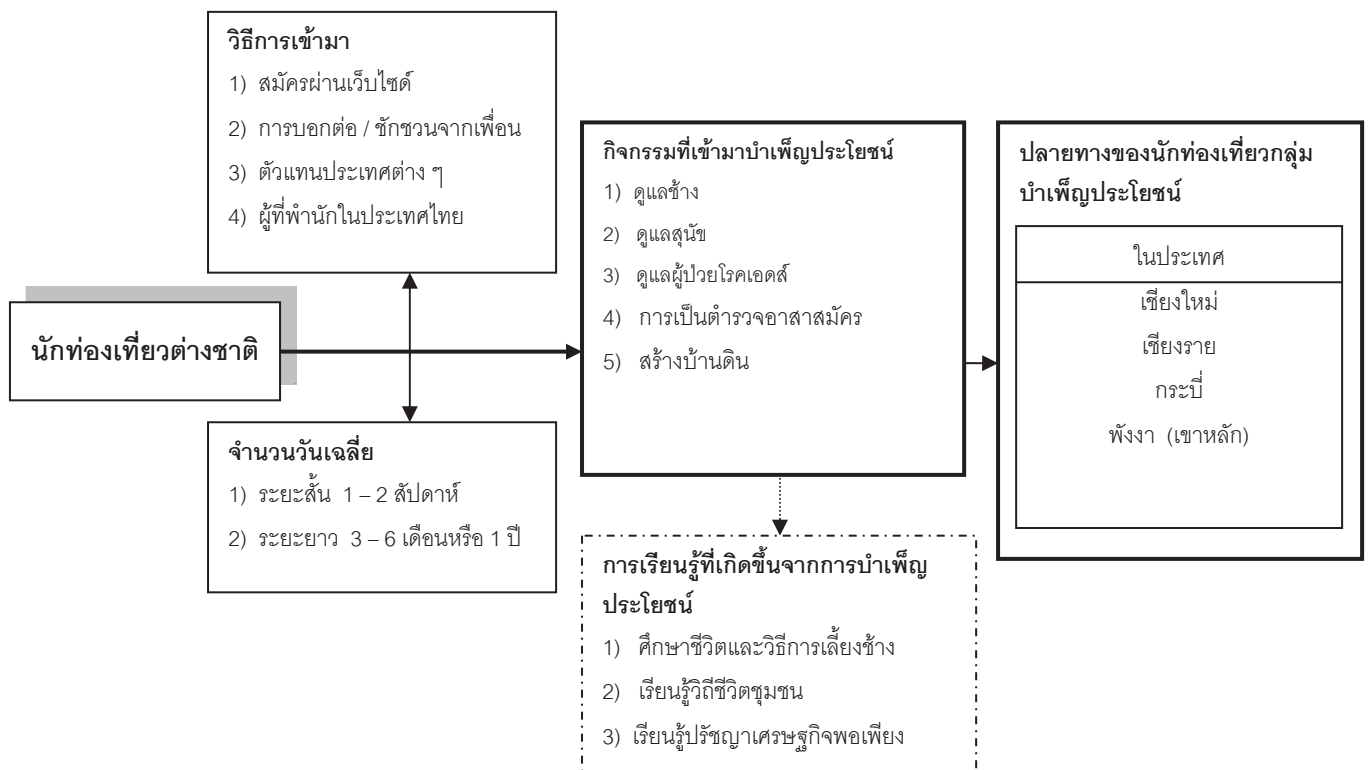 วิธีการเข้ามา
1) สมัครผ่านเว็บไซด์
2) การบอกต่อ / ชักชวนจากเพื่อน
3) ตัวแทนประเทศต่าง ๆ
4) ผู้ที่พำนักในประเทศไทย
นักท่องเที่ยวต่างชาติ
จำนวนวันเฉลี่ย
1) ระยะสั้น 1 – 2 สัปดาห์
2) ระยะยาว 3 – 6 เดือนหรือ 1 ปี
กิจกรรมที่เข้ามาบำเพ็ญประโยชน์
1) ดูแลช้าง
2) ดูแลสุนัข
3) ดูแลผู้ป่วยโรคเอดส์
4) การเป็นตำรวจอาสาสมัคร
5) สร้างบ้านดิน
การเรียนรู้ที่เกิดขึ้นจากการบำเพ็ญ
ประโยชน์
1) ศึกษาชีวิตและวิธีการเลี้ยงช้าง
2) เรียนรู้วิถีชีวิตชุมชน
3) เรียนรู้ปรัชญาเศรษฐกิจพอเพียง
ปลายทางของนักท่องเที่ยวกลุ่ม
บำเพ็ญประโยชน์
ในประเทศ
เชียงใหม่
เชียงราย
กระบี่
พังงา (เขาหลัก)